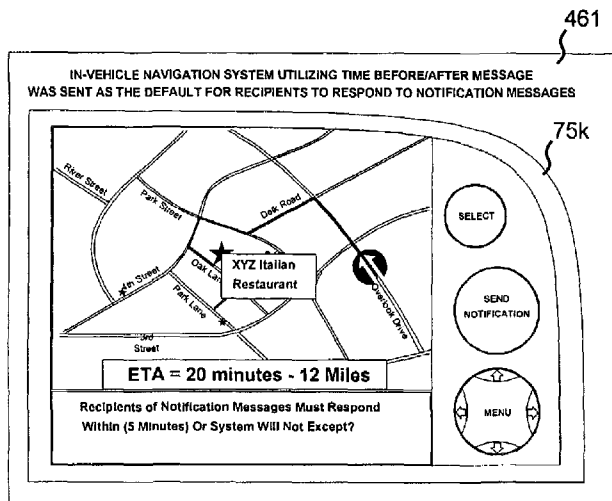 461
IN-VEHICLE NAVIGATION SYSTEM UTILIZING TIME BEFORE/AFTER MESSAGE
WAS SENT AS THE DEFAULT FOR RECIPIENTS TO RESPOND TO NOTIFICATION MESSAGES
75k
River Street
Park Street
Delk Road
SELECT
XYZ Italian
Restaurant
Oak Lane
4th Street
Park Lane
Overlook Drive
SEND
NOTIFICATION
3rd
Street
ETA = 20 minutes - 12 Miles
Recipients of Notification Messages Must Respond
Within (5 Minutes) Or System Will Not Except?
MENU